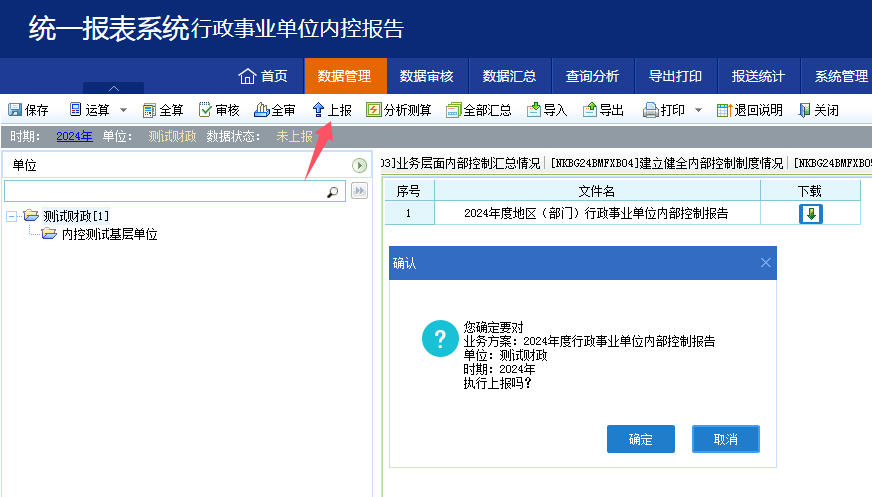 统一报表系统行政事业单位内控报告
首页 数据管理 数据审核 数据汇总 查询分析 导出打印 报送统计 系统管理
保存 运算 全算 审核 全审 上报 分析测算 全部汇总 导入 导出 打印 退回说明 关闭
时期： 2024年 单位： 测试财政 数据状态： 未上报
单位
03]业务层面内部控制汇总情况 [NKBG24BMFXB04]建立健全内部控制制度情况 [NKBG24BMFXB05
序号 文件名 下载
1 2024年度地区（部门）行政事业单位内部控制报告
测试财政[1]
内控测试基层单位
确认
您确定要对
业务方案：2024年度行政事业单位内部控制报告
单位：测试财政
时期：2024年
执行上报吗？
确定 取消